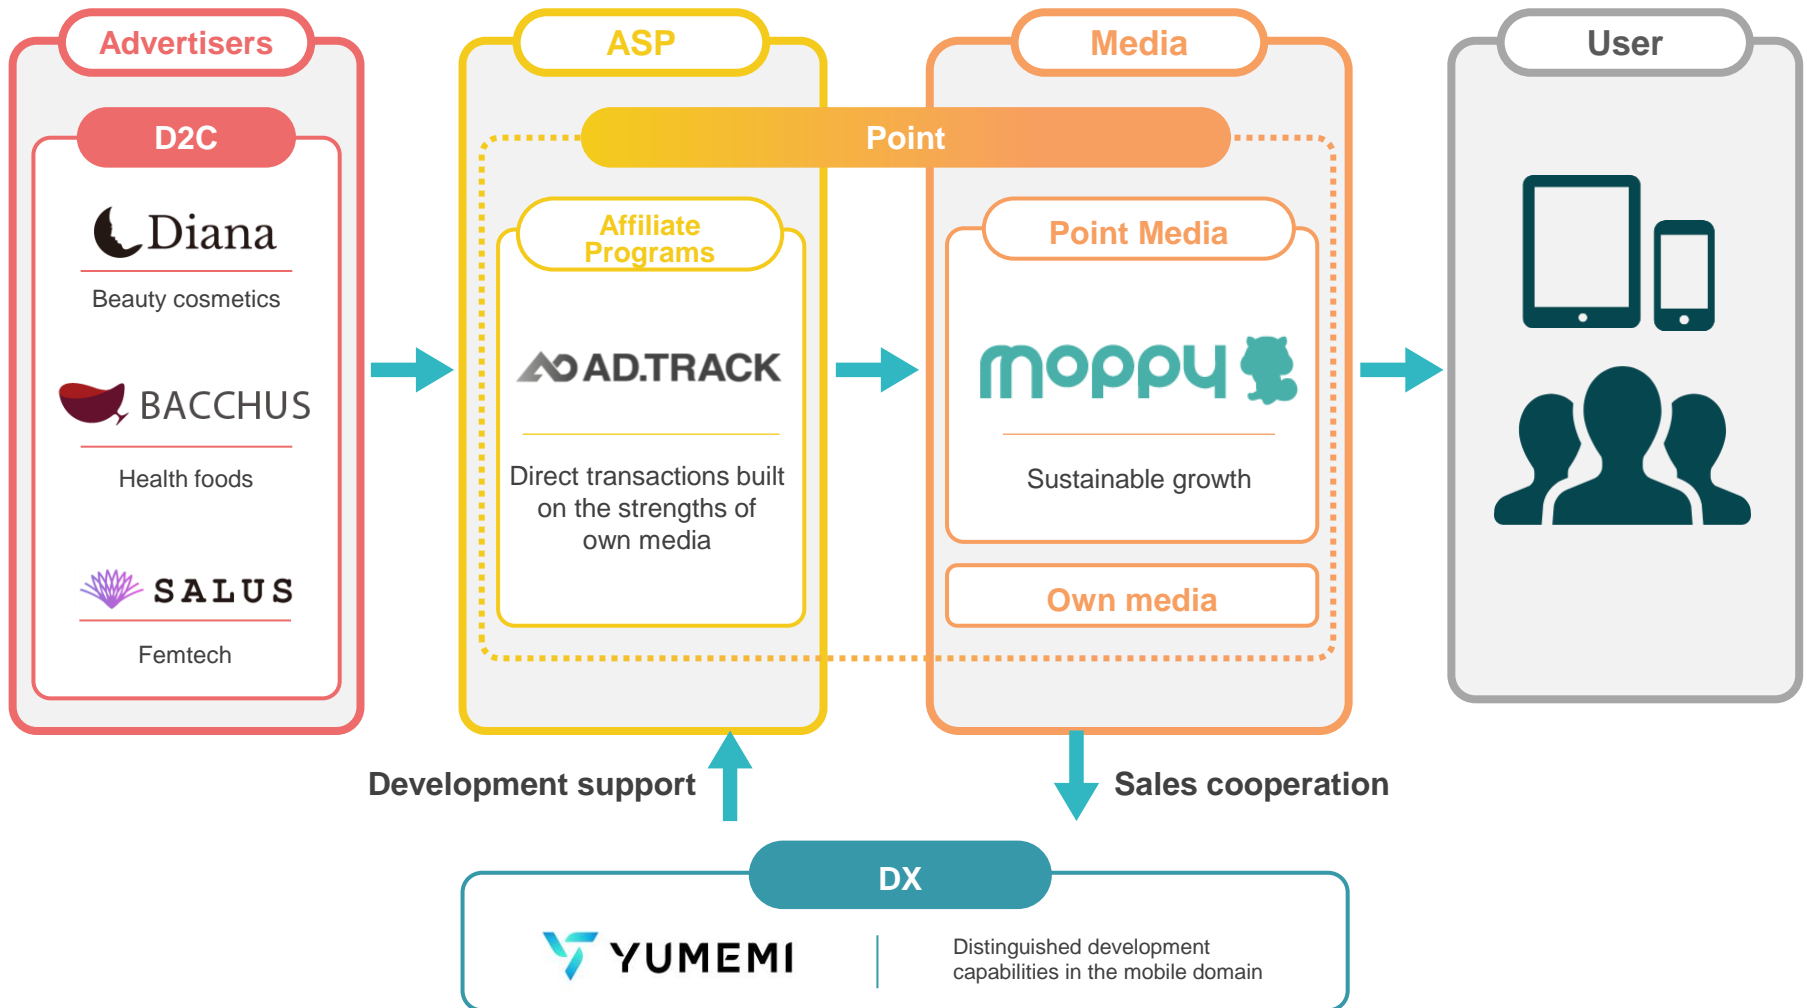 Advertisers
D2C
Diana
Beauty cosmetics
BACCHUS
Health foods
SALUS
Femtech
ASP
Media
Point
Affiliate
Programs
AD.TRACK
Direct transactions built
on the strengths of
own media
Point Media
moppy
Sustainable growth
Own media
User
Development support
Sales cooperation
DX
YUMEMI
Distinguished development
capabilities in the mobile domain